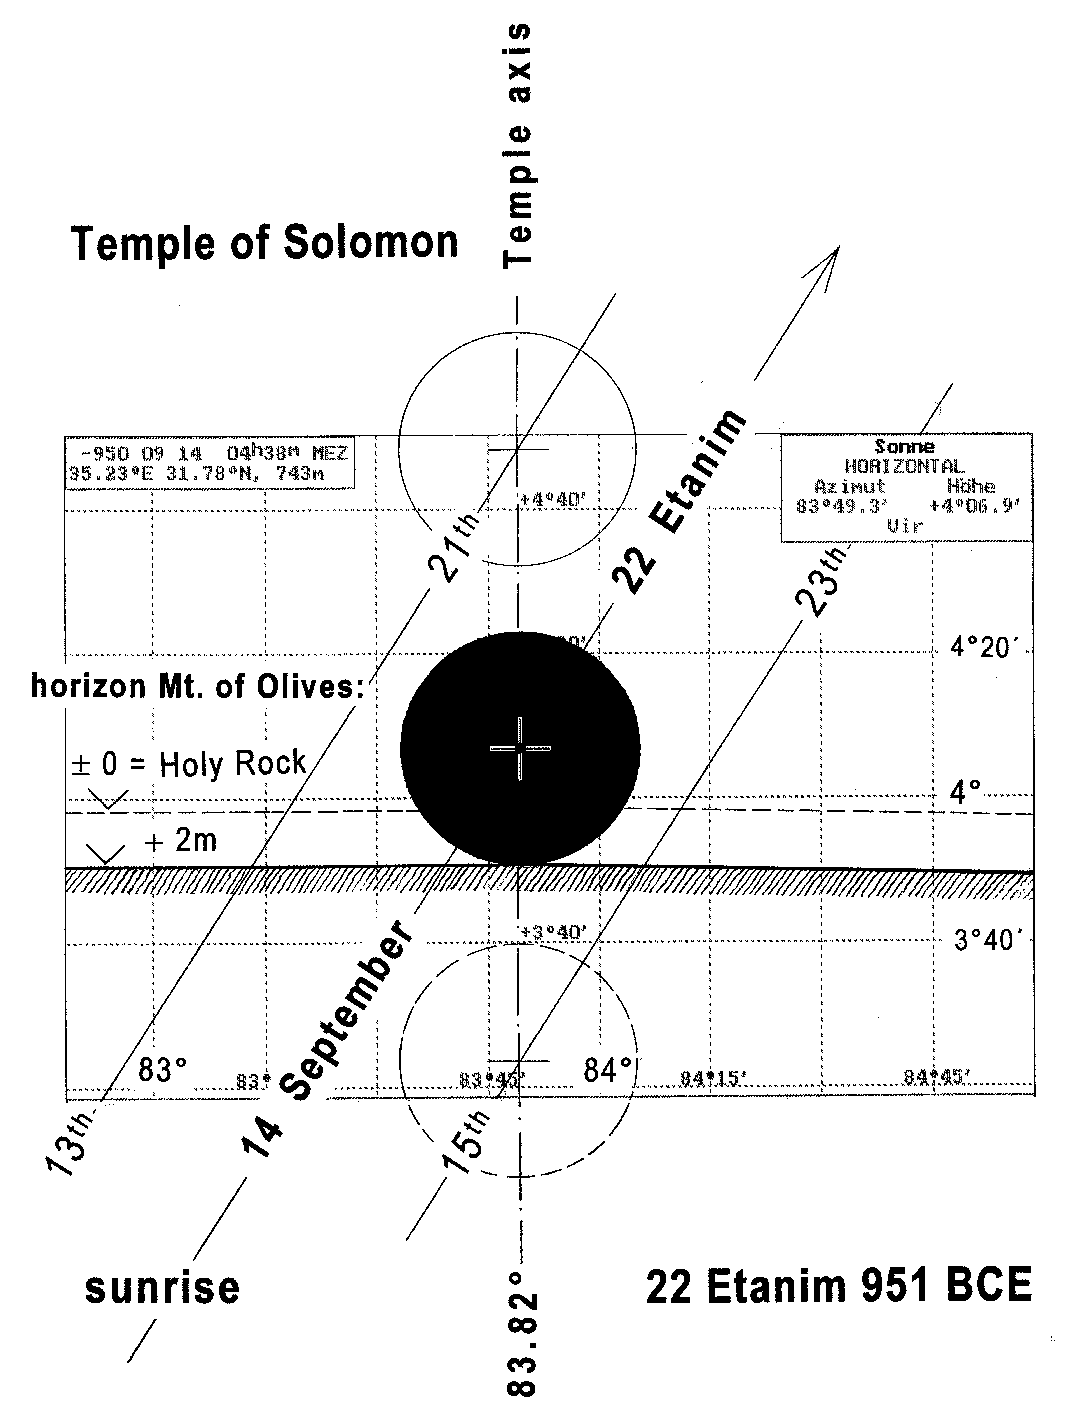 Temple axis
Temple of Solomon
-950 09 14 04h38m MEZ
35.23°E 31.78°N, 743m
Sonne
HORIZONTAL
Azimut Höhe
83°49.3' +4°06.9'
Uir
+4°40'
21th
22 Etanim
23th
4°20'
horizon Mt. of Olives:
± 0 = Holy Rock
4°
+ 2m
+3°40'
3°40'
14 September
83°
83°
83°45'
84°
84°15'
84°45'
13th
15th
sunrise
22 Etanim 951 BCE
83.82°